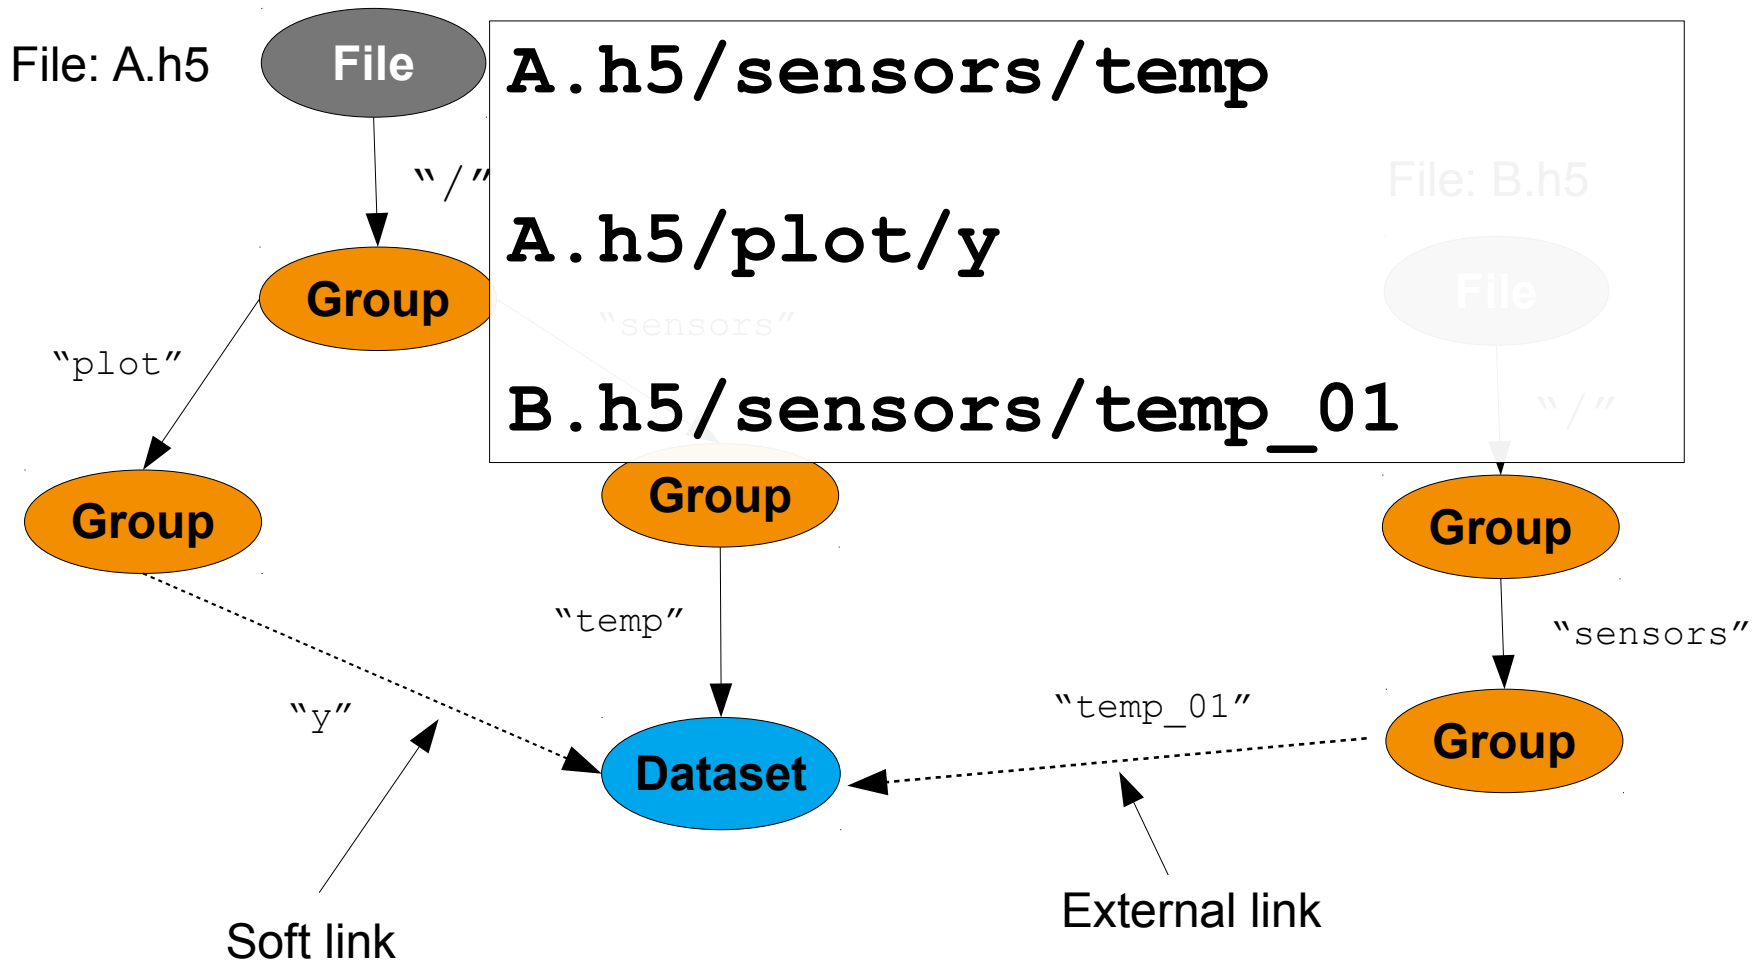 File: A.h5
File
A.h5/sensors/temp
“/”
File: B.h5
A.h5/plot/y
Group
File
“sensors”
“plot”
B.h5/sensors/temp_01
“/”
Group
Group
Group
“temp”
“sensors”
“y”
“temp_01”
Group
Dataset
External link
Soft link